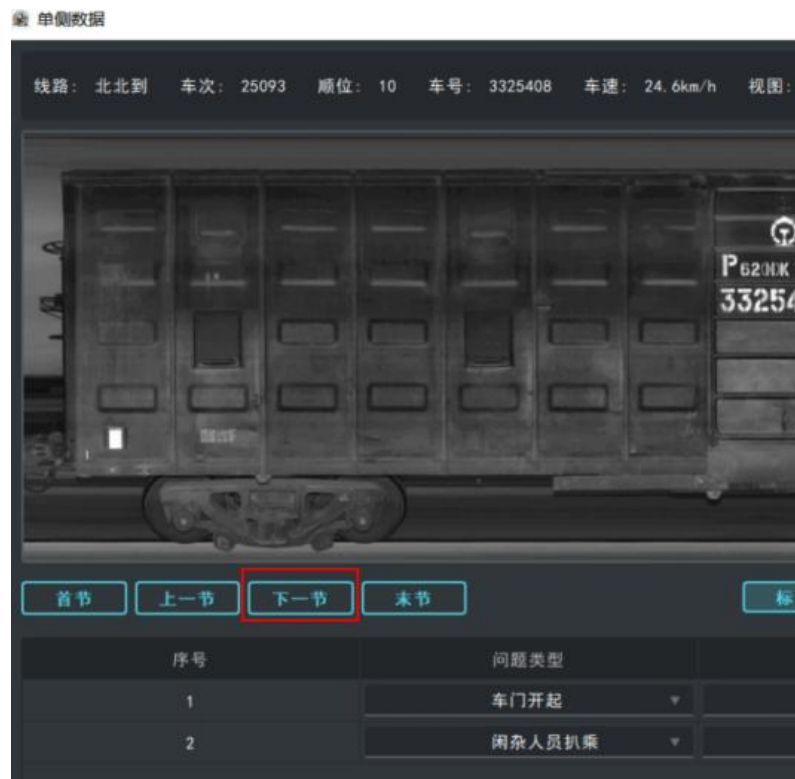 单侧数据
线路: 北北到 车次: 25093 顺位: 10 车号: 3325408 车速: 24.6km/h 视图:
P62
3325
首节 上一节 下一节 末节 标
序号 问题类型
1 车门开起
2 闲杂人员扒乘